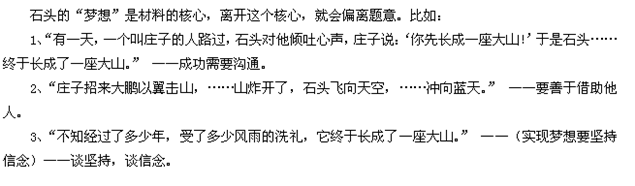 石头的“梦想”是材料的核心，离开这个核心，就会偏离题意。比如：
1、“有一天，一个叫庄子的人路过，石头对他倾吐心声，庄子说：‘你先长成一座大山！’于是石头……
终于长成了一座大山。” ——成功需要沟通。
2、“庄子招来大鹏以翼击山，……山炸开了，石头飞向天空，……冲向蓝天。” ——要善于借助他
人。
3、“不知经过了多少年，受了多少风雨的洗礼，它终于长成了一座大山。” ——（实现梦想要坚持
信念）——谈坚持，谈信念。